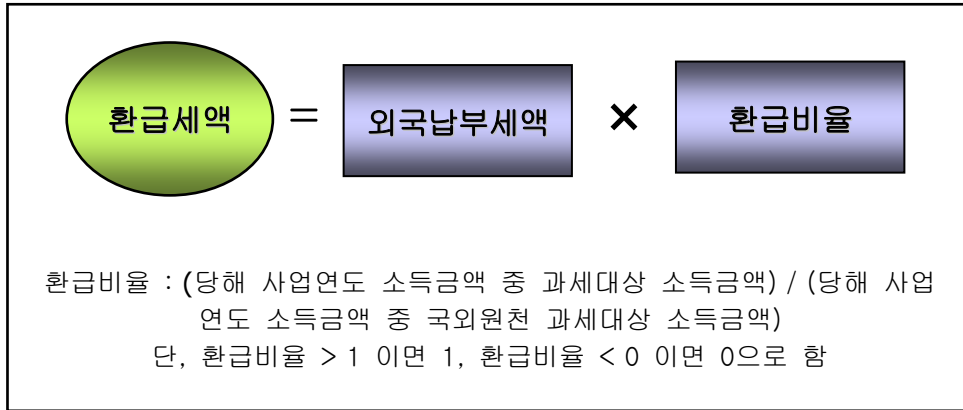 환급세액 = 외국납부세액 × 환급비율
환급비율 : (당해 사업연도 소득금액 중 과세대상 소득금액) / (당해 사업
연도 소득금액 중 국외원천 과세대상 소득금액)
단, 환급비율 > 1 이면 1, 환급비율 < 0 이면 0으로 함